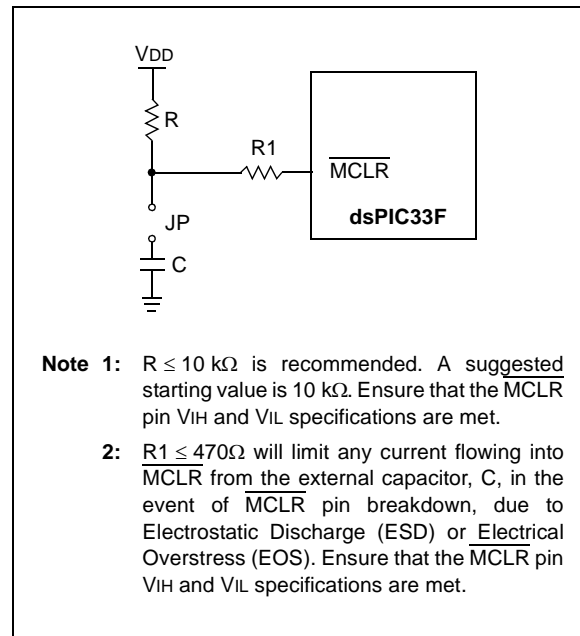 VDD
R
R1
MCLR
dsPIC33F
JP
C
Note 1: R ≤ 10 kΩ is recommended. A suggested
starting value is 10 kΩ. Ensure that the MCLR
pin VIH and VIL specifications are met.
2: R1 ≤ 470Ω will limit any current flowing into
MCLR from the external capacitor, C, in the
event of MCLR pin breakdown, due to
Electrostatic Discharge (ESD) or Electrical
Overstress (EOS). Ensure that the MCLR pin
VIH and VIL specifications are met.